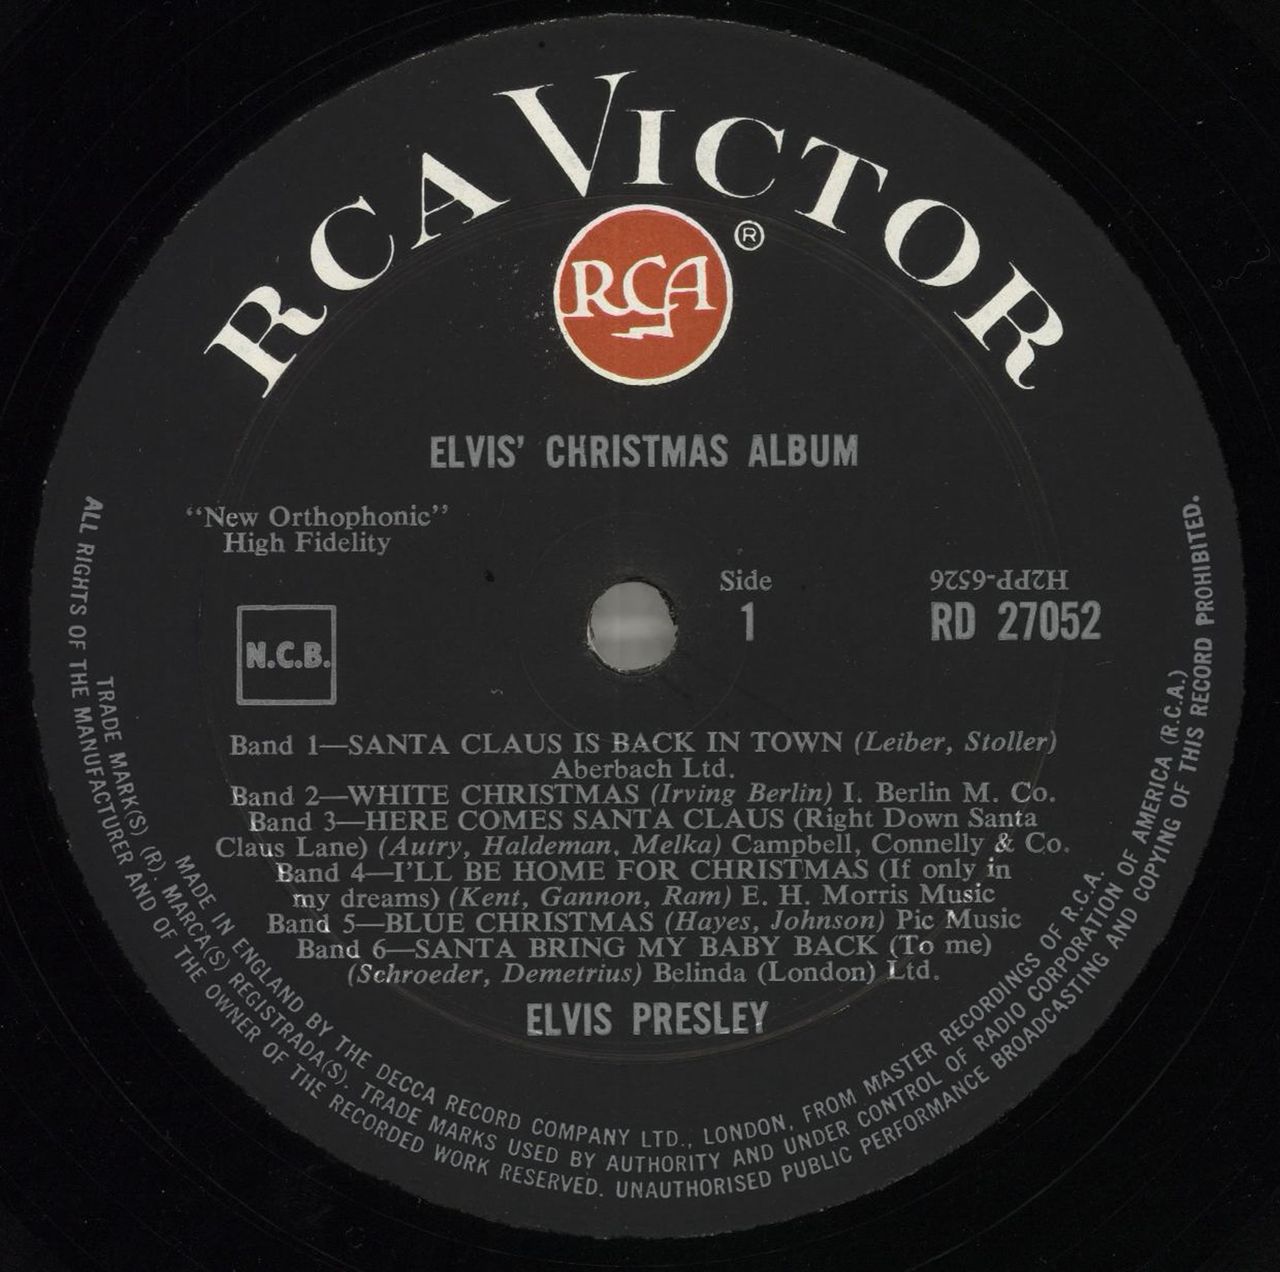 RCA VICTOR
RCA
®
ELVIS' CHRISTMAS ALBUM
“New Orthophonic”
High Fidelity
N.C.B.
Side
1
H2PP-6526
RD 27052
Band 1—SANTA CLAUS IS BACK IN TOWN (Leiber, Stoller)
Aberbach Ltd.
Band 2—WHITE CHRISTMAS (Irving Berlin) I. Berlin M. Co.
Band 3—HERE COMES SANTA CLAUS (Right Down Santa
Claus Lane) (Autry, Haldeman, Melka) Campbell, Connelly & Co.
Band 4—I'LL BE HOME FOR CHRISTMAS (If only in
my dreams) (Kent, Gannon, Ram) E. H. Morris Music
Band 5—BLUE CHRISTMAS (Hayes, Johnson) Pic Music
Band 6—SANTA BRING MY BABY BACK (To me)
(Schroeder, Demetrius) Belinda (London) Ltd.
ELVIS PRESLEY
MADE IN ENGLAND BY THE DECCA RECORD COMPANY LTD., LONDON, FROM MASTER RECORDINGS OF R.C.A.
TRADE MARK(S) (R). MARCA(S) REGISTRADA(S). TRADE MARKS USED BY AUTHORITY AND UNDER CONTROL OF RADIO CORPORATION OF AMERICA (R.C.A.)
ALL RIGHTS OF THE MANUFACTURER AND OF THE OWNER OF THE RECORDED WORK RESERVED. UNAUTHORISED PUBLIC PERFORMANCE BROADCASTING AND COPYING OF THIS RECORD PROHIBITED.